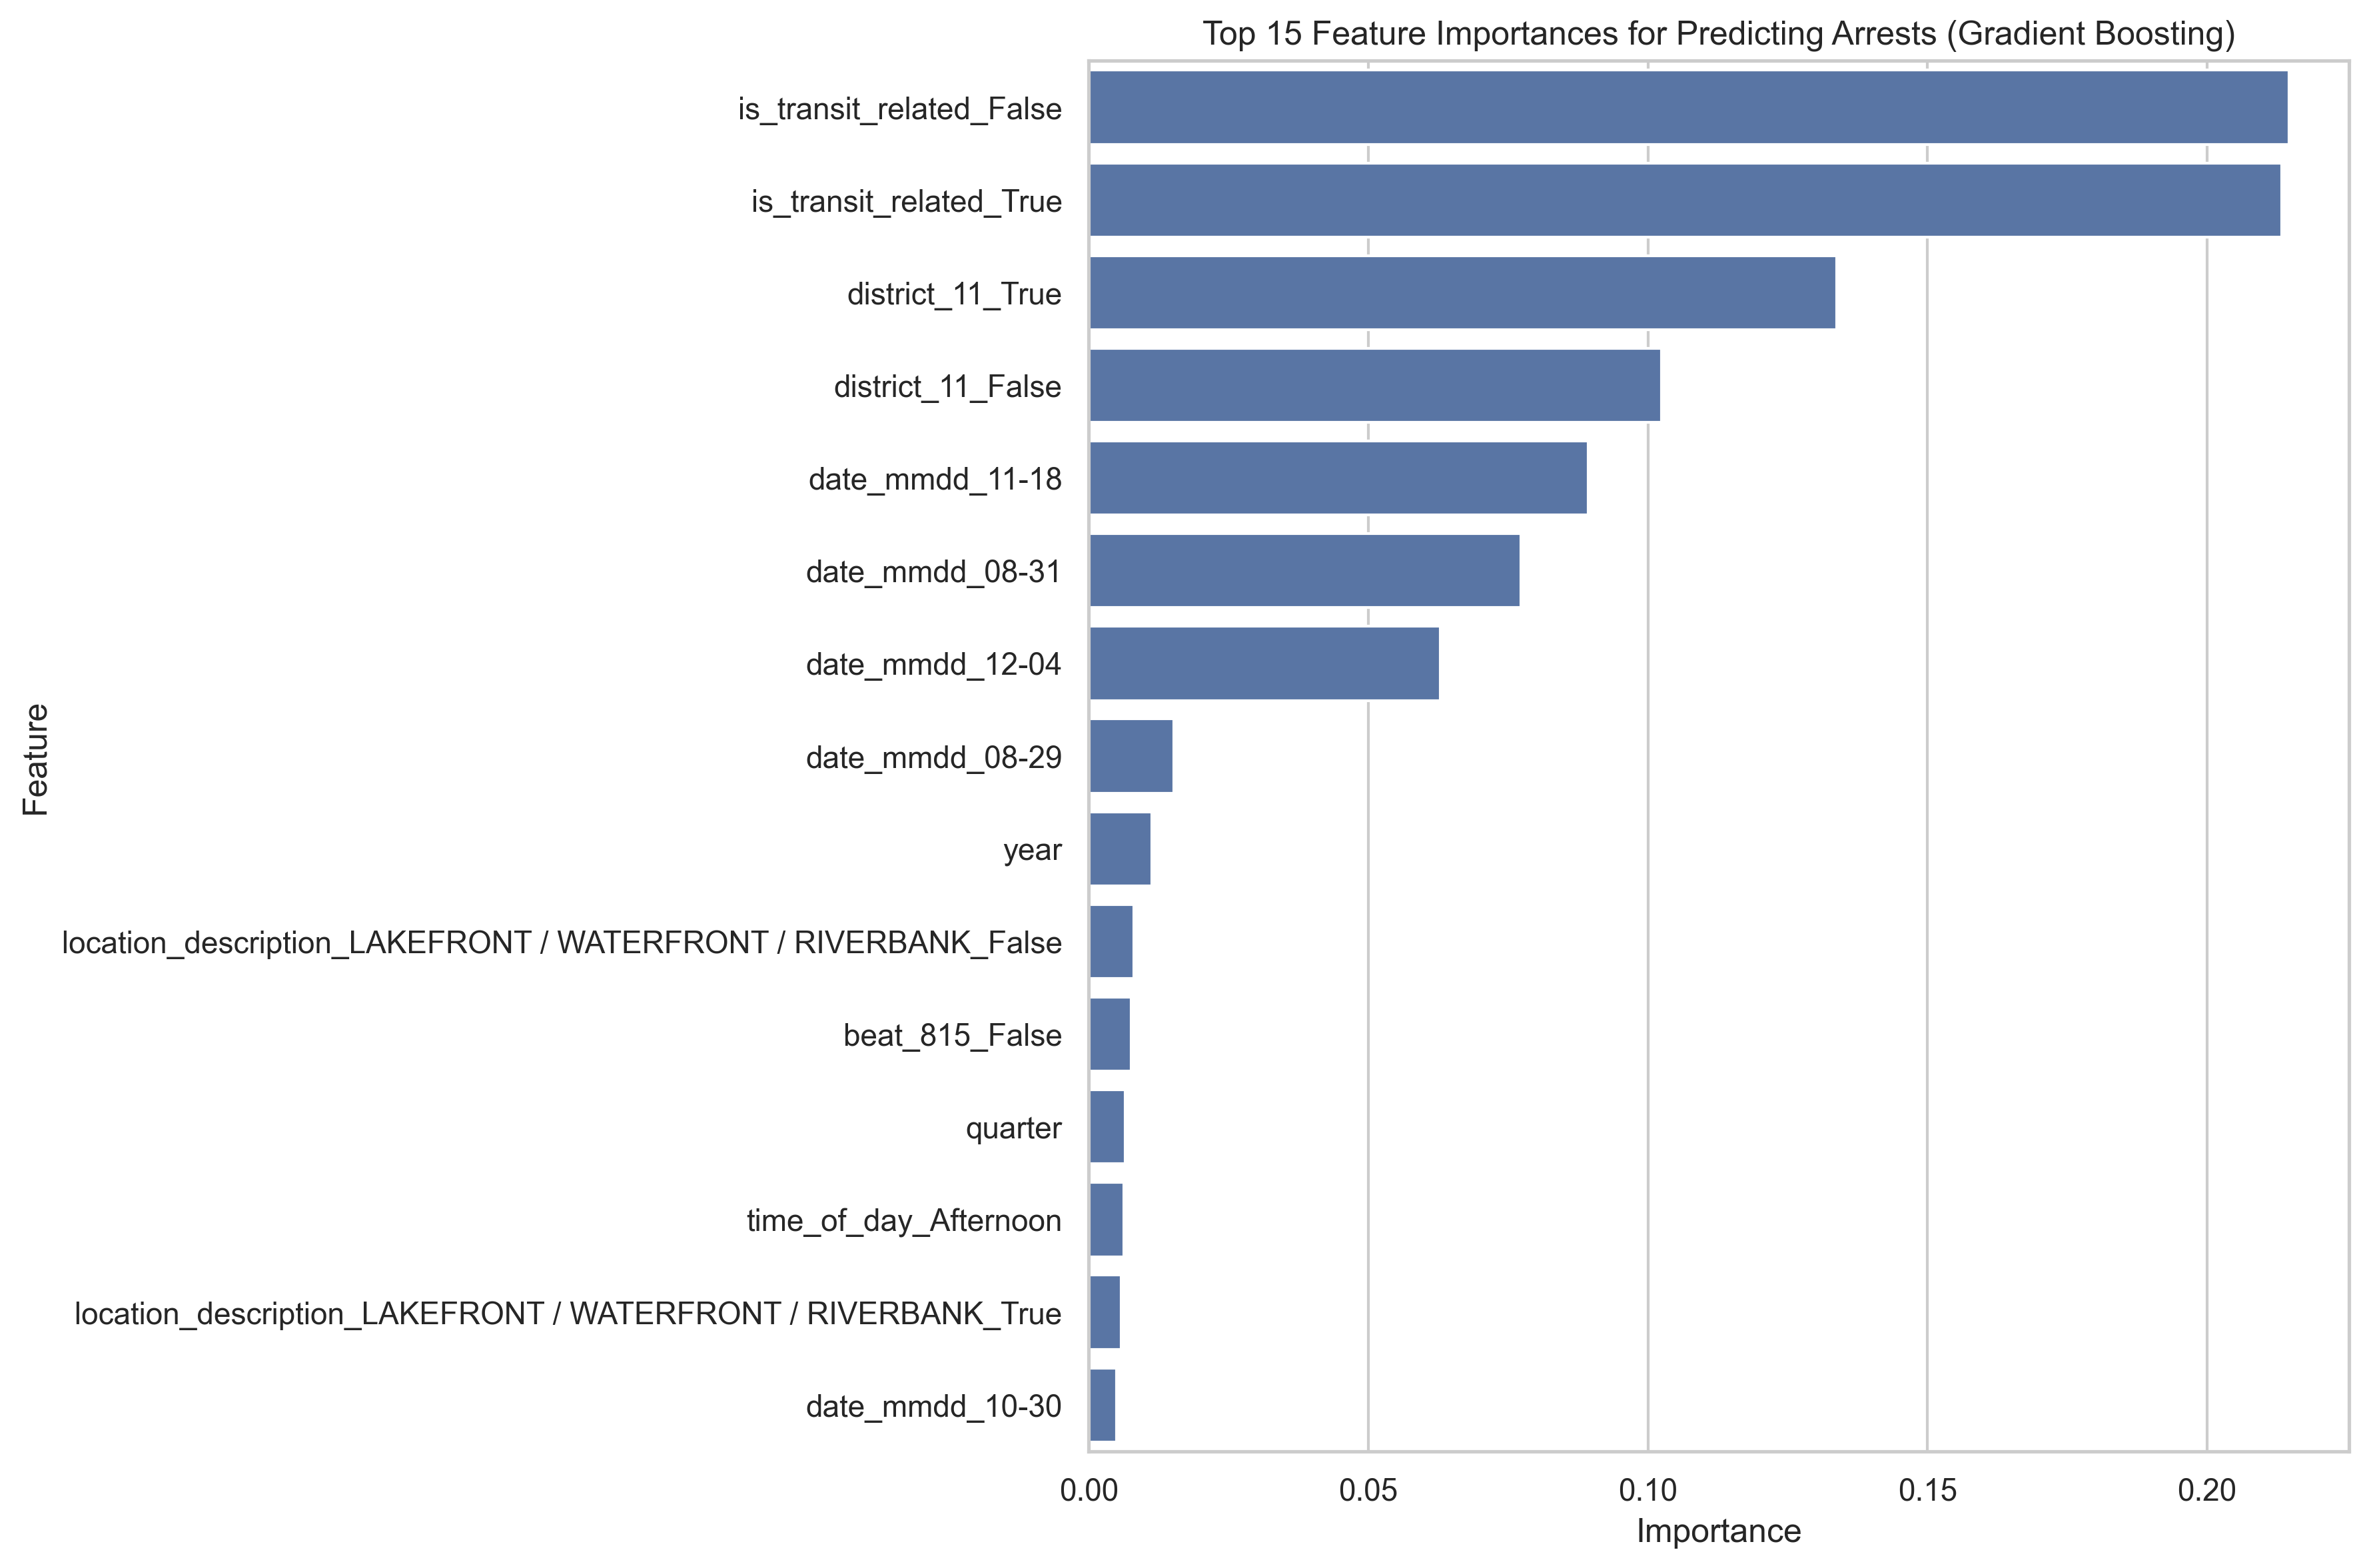 Top 15 Feature Importances for Predicting Arrests (Gradient Boosting)
is_transit_related_False
is_transit_related_True
district_11_True
district_11_False
date_mmdd_11-18
date_mmdd_08-31
date_mmdd_12-04
date_mmdd_08-29
year
location_description_LAKEFRONT / WATERFRONT / RIVERBANK_False
beat_815_False
quarter
time_of_day_Afternoon
location_description_LAKEFRONT / WATERFRONT / RIVERBANK_True
date_mmdd_10-30
Feature
0.00 0.05 0.10 0.15 0.20
Importance